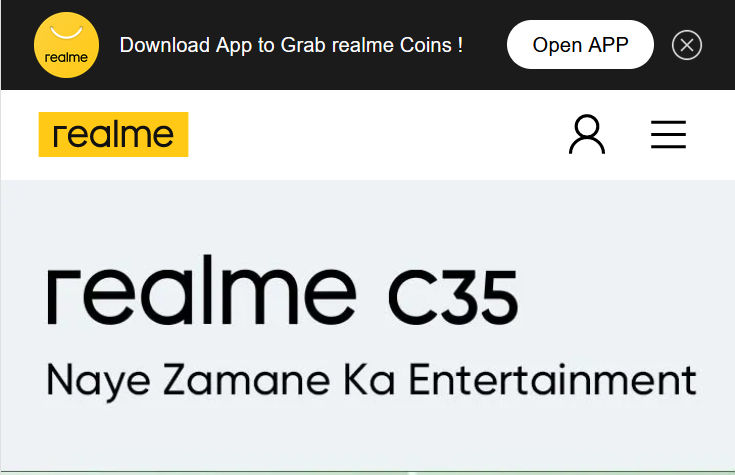 realme
Download App to Grab realme Coins !
Open APP
realme
realme C35
Naye Zamane Ka Entertainment